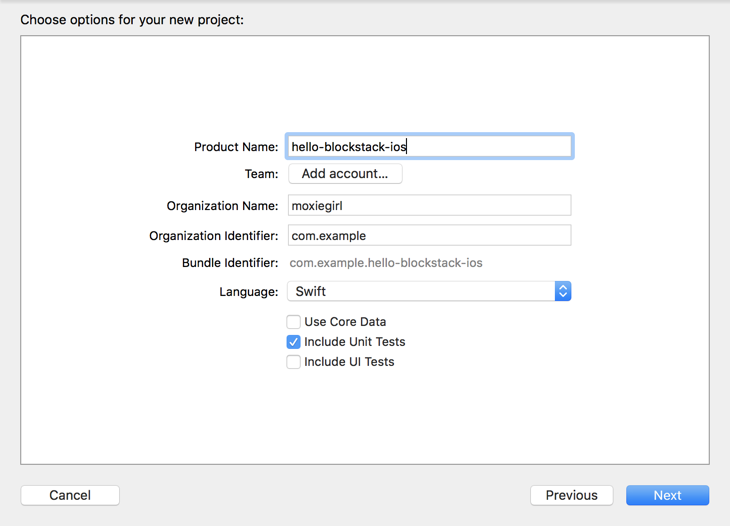 Choose options for your new project:
Product Name: hello-blockstack-ios
Team: Add account...
Organization Name: moxiegirl
Organization Identifier: com.example
Bundle Identifier: com.example.hello-blockstack-ios
Language: Swift
Use Core Data
Include Unit Tests
Include UI Tests
Cancel Previous Next